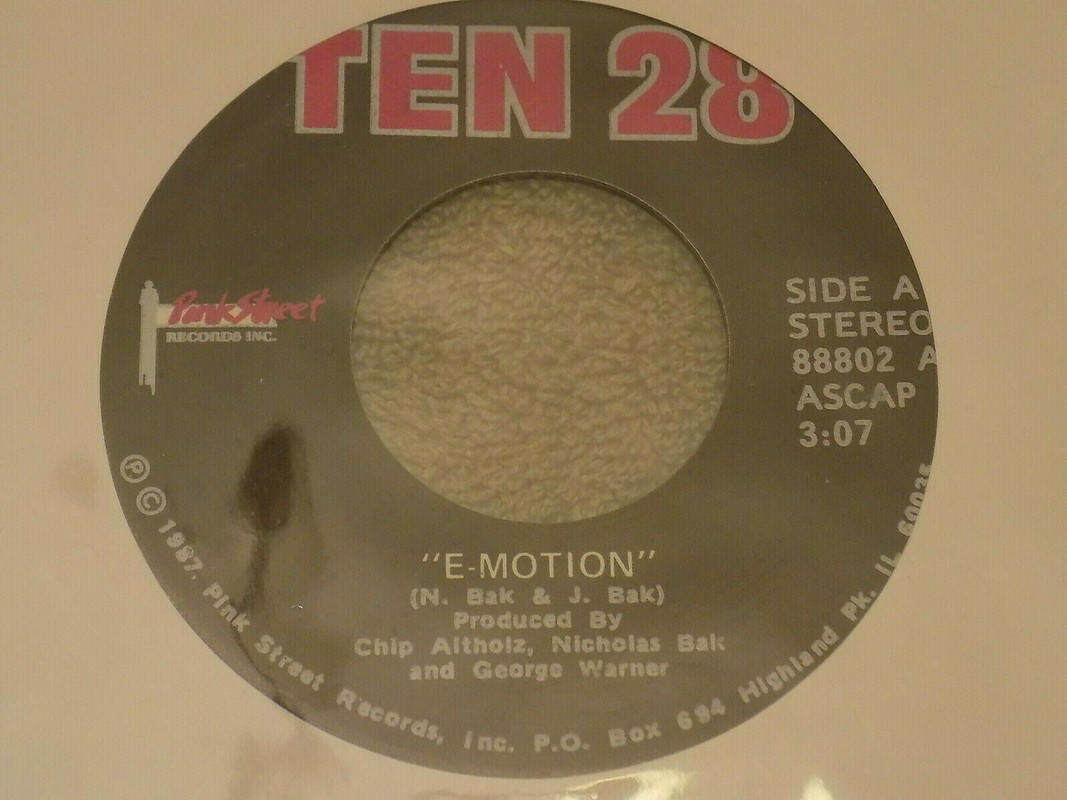 TEN 28
Pink Street
RECORDS INC.
SIDE A
STEREO
88802 A
ASCAP
3:07
"E-MOTION"
(N. Bak & J. Bak)
Produced By
Chip Altholz, Nicholas Bak
and George Warner
Ⓟ © 1987. Pink Street Records, Inc. P.O. Box 694 Highland Pk. IL 60035